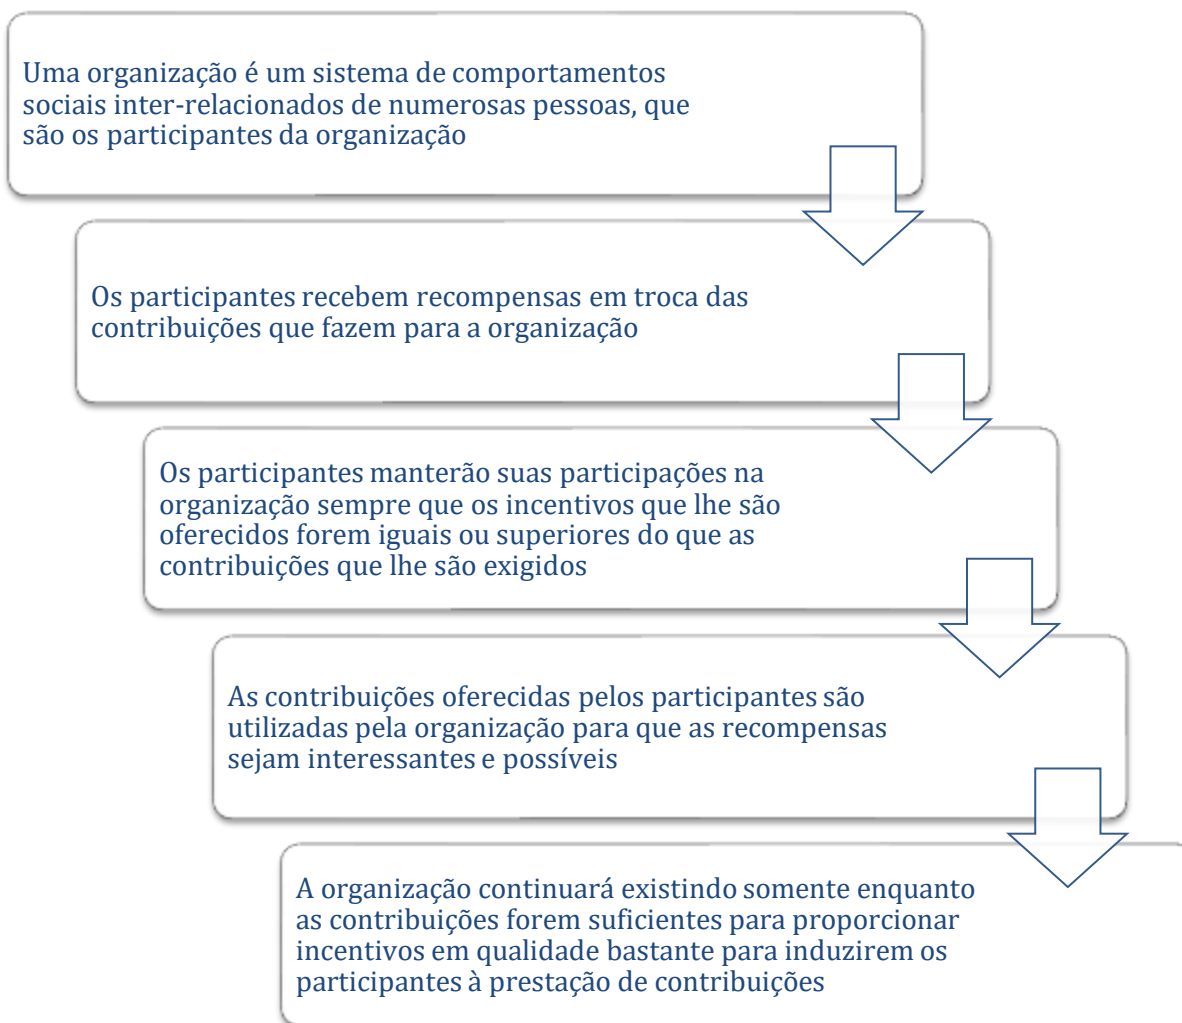 Uma organização é um sistema de comportamentos
sociais inter-relacionados de numerosas pessoas, que
são os participantes da organização
Os participantes recebem recompensas em troca das
contribuições que fazem para a organização
Os participantes manterão suas participações na
organização sempre que os incentivos que lhe são
oferecidos forem iguais ou superiores do que as
contribuições que lhe são exigidos
As contribuições oferecidas pelos participantes são
utilizadas pela organização para que as recompensas
sejam interessantes e possíveis
A organização continuará existindo somente enquanto
as contribuições forem suficientes para proporcionar
incentivos em qualidade bastante para induzirem os
participantes à prestação de contribuições